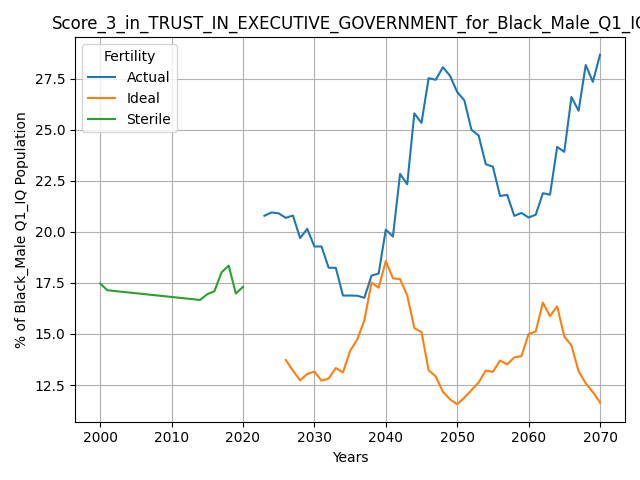 Score_3_in_TRUST_IN_EXECUTIVE_GOVERNMENT_for_Black_Male_Q1_IQ
Fertility
Actual
Ideal
Sterile
% of Black_Male Q1_IQ Population
27.5
25.0
22.5
20.0
17.5
15.0
12.5
2000 2010 2020 2030 2040 2050 2060 2070
Years